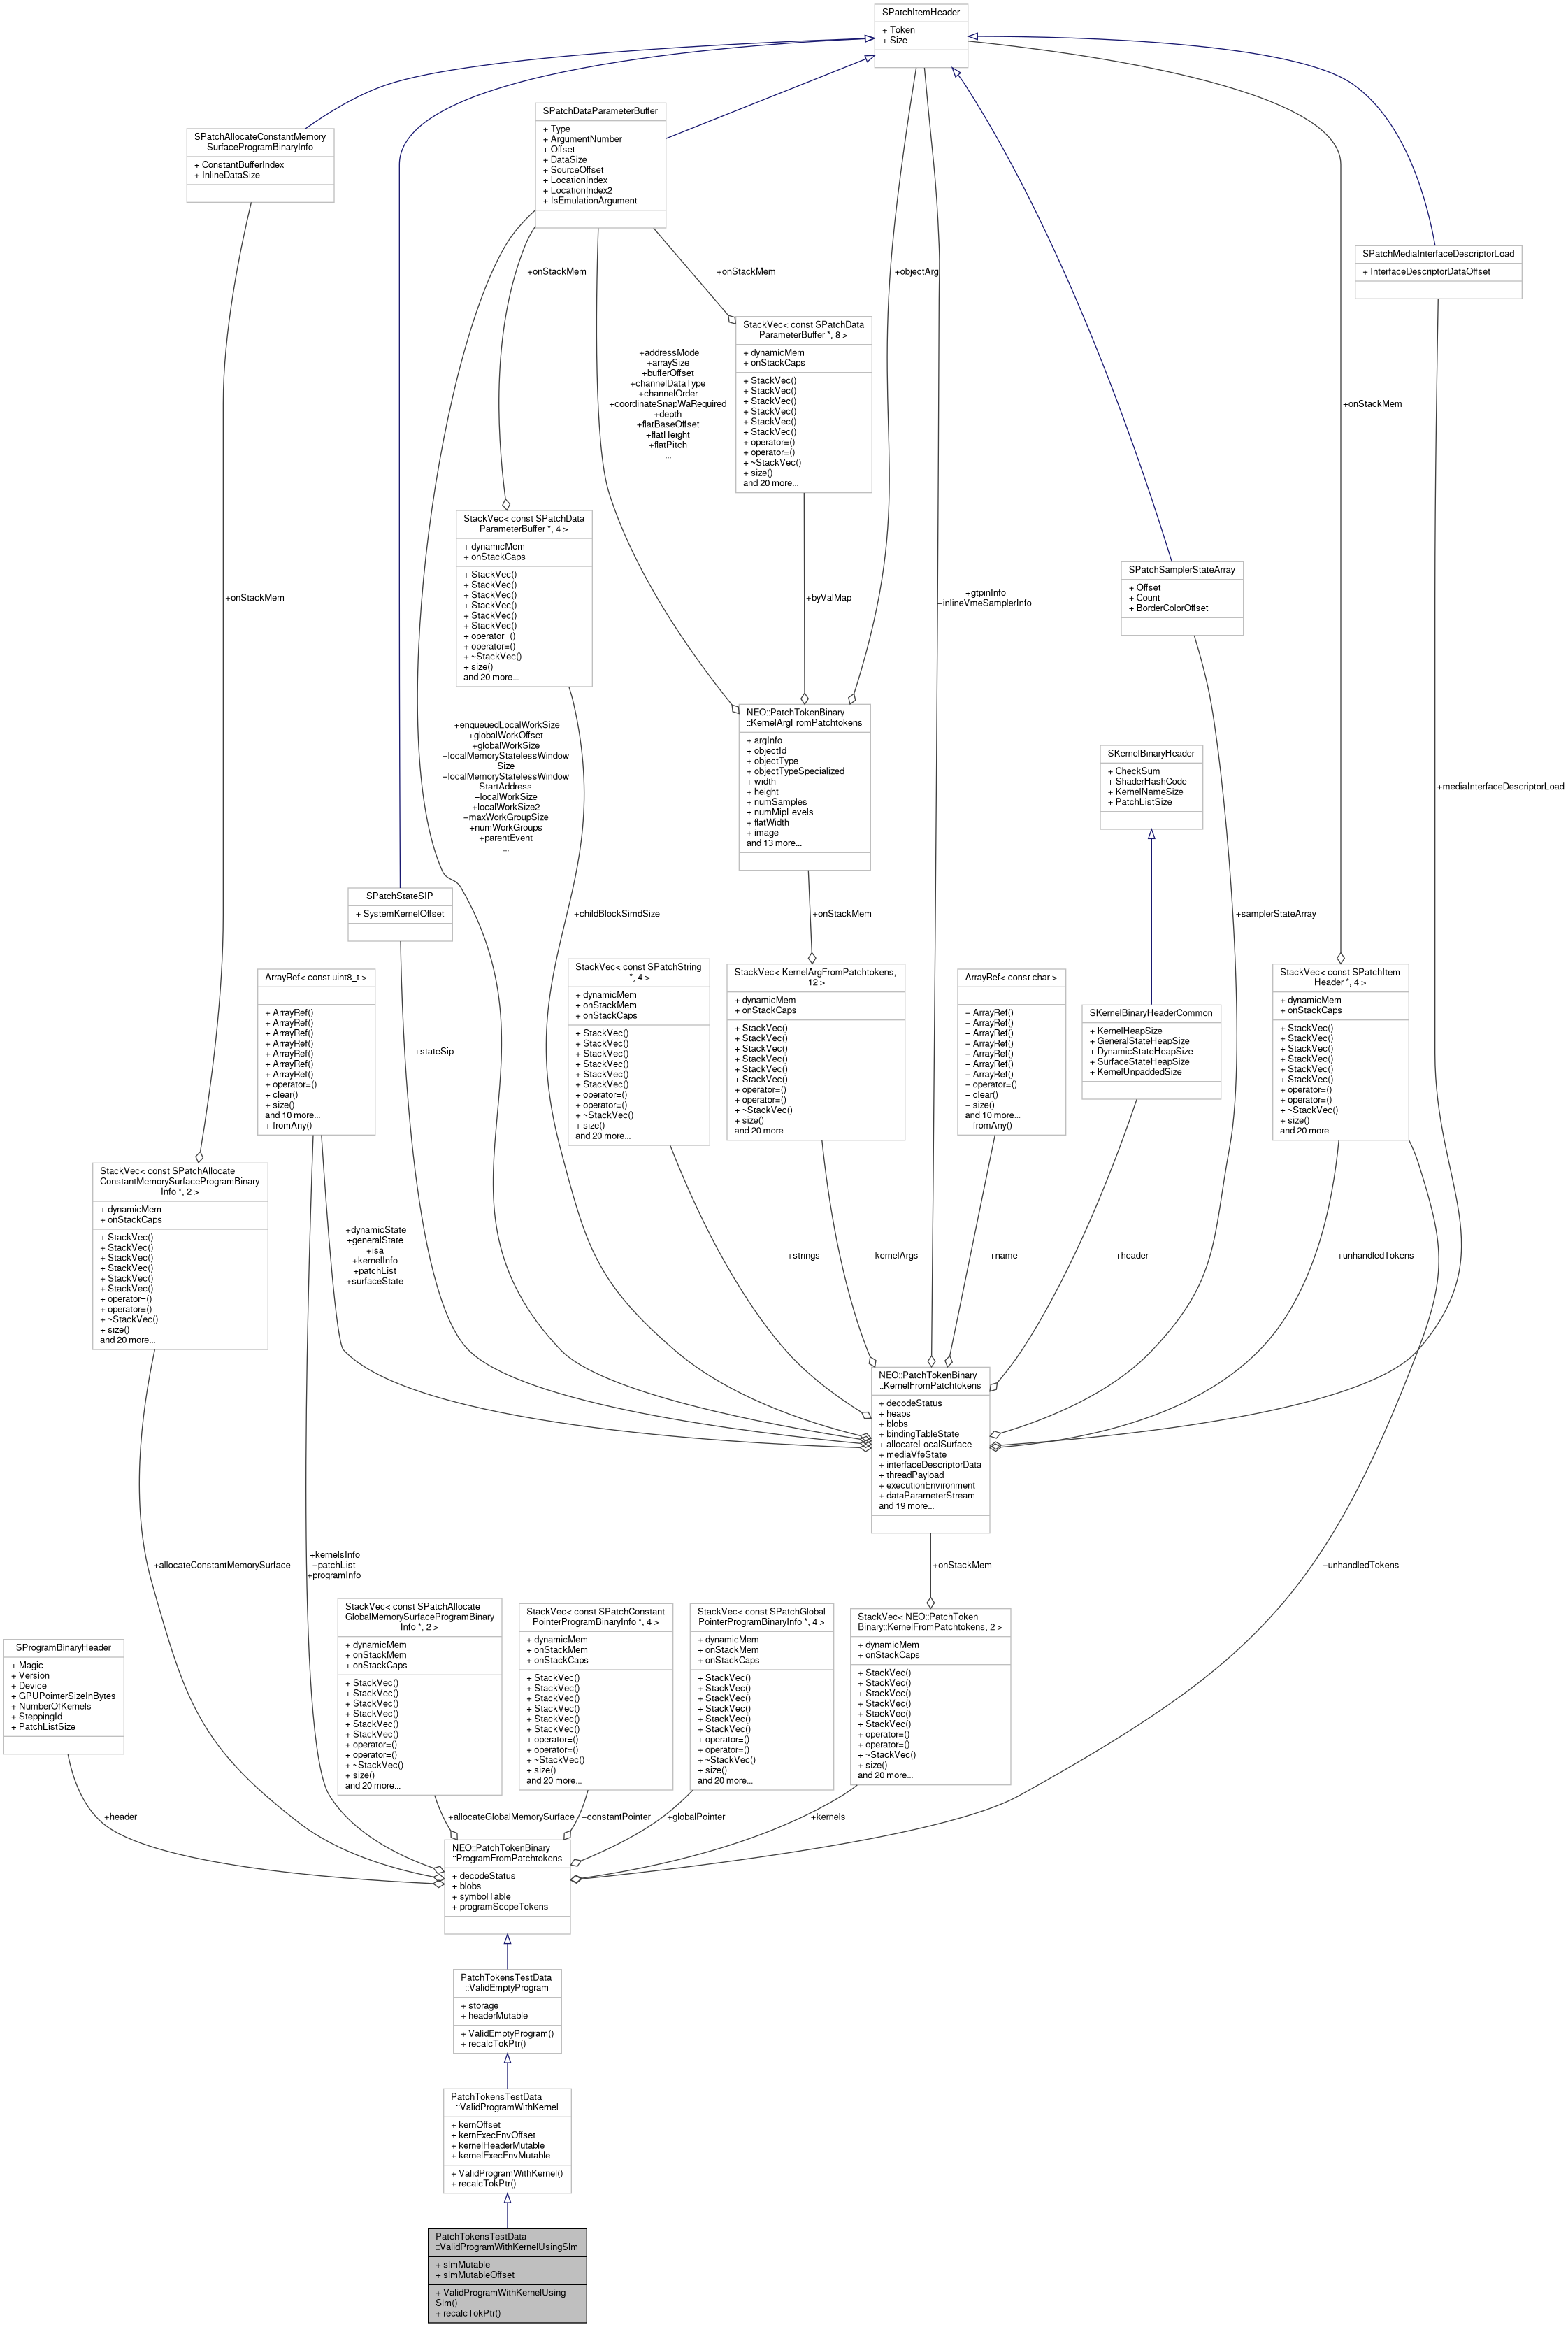 SPatchItemHeader
+ Token
+ Size
SPatchDataParameterBuffer
+ Type
+ ArgumentNumber
+ Offset
+ DataSize
+ SourceOffset
+ LocationIndex
+ LocationIndex2
+ IsEmulationArgument
SPatchAllocateConstantMemory
SurfaceProgramBinaryInfo
+ ConstantBufferIndex
+ InlineDataSize
SPatchMediaInterfaceDescriptorLoad
+ InterfaceDescriptorDataOffset
+onStackMem
+onStackMem
+objectArg
StackVec< const SPatchData
ParameterBuffer *, 8 >
+ dynamicMem
+ onStackCaps
+ StackVec()
+ StackVec()
+ StackVec()
+ StackVec()
+ StackVec()
+ StackVec()
+ operator=()
+ operator=()
+ ~StackVec()
+ size()
and 20 more...
+addressMode
+arraySize
+bufferOffset
+channelDataType
+channelOrder
+coordinateSnapWaRequired
+depth
+flatBaseOffset
+flatHeight
+flatPitch
...
+onStackMem
StackVec< const SPatchData
ParameterBuffer *, 4 >
+ dynamicMem
+ onStackCaps
+ StackVec()
+ StackVec()
+ StackVec()
+ StackVec()
+ StackVec()
+ StackVec()
+ operator=()
+ operator=()
+ ~StackVec()
+ size()
and 20 more...
+onStackMem
+byValMap
+gtpinInfo
+inlineVmeSamplerInfo
SPatchSamplerStateArray
+ Offset
+ Count
+ BorderColorOffset
NEO::PatchTokenBinary
::KernelArgFromPatchtokens
+ argInfo
+ objectId
+ objectType
+ objectTypeSpecialized
+ width
+ height
+ numSamples
+ numMipLevels
+ flatWidth
+ image
and 13 more...
+enqueuedLocalWorkSize
+globalWorkOffset
+globalWorkSize
+localMemoryStatelessWindow
Size
+localMemoryStatelessWindow
StartAddress
+localWorkSize
+localWorkSize2
+maxWorkGroupSize
+numWorkGroups
+parentEvent
...
SKernelBinaryHeader
+ CheckSum
+ ShaderHashCode
+ KernelNameSize
+ PatchListSize
+mediaInterfaceDescriptorLoad
SPatchStateSIP
+ SystemKernelOffset
+childBlockSimdSize
+onStackMem
+samplerStateArray
ArrayRef< const uint8_t >
+ ArrayRef()
+ ArrayRef()
+ ArrayRef()
+ ArrayRef()
+ ArrayRef()
+ ArrayRef()
+ ArrayRef()
+ operator=()
+ clear()
+ size()
and 10 more...
+ fromAny()
+stateSip
StackVec< const SPatchString
*, 4 >
+ dynamicMem
+ onStackMem
+ onStackCaps
+ StackVec()
+ StackVec()
+ StackVec()
+ StackVec()
+ StackVec()
+ StackVec()
+ operator=()
+ operator=()
+ ~StackVec()
+ size()
and 20 more...
StackVec< KernelArgFromPatchtokens,
12 >
+ dynamicMem
+ onStackCaps
+ StackVec()
+ StackVec()
+ StackVec()
+ StackVec()
+ StackVec()
+ StackVec()
+ operator=()
+ operator=()
+ ~StackVec()
+ size()
and 20 more...
ArrayRef< const char >
+ ArrayRef()
+ ArrayRef()
+ ArrayRef()
+ ArrayRef()
+ ArrayRef()
+ ArrayRef()
+ ArrayRef()
+ operator=()
+ clear()
+ size()
and 10 more...
+ fromAny()
SKernelBinaryHeaderCommon
+ KernelHeapSize
+ GeneralStateHeapSize
+ DynamicStateHeapSize
+ SurfaceStateHeapSize
+ KernelUnpaddedSize
StackVec< const SPatchItem
Header *, 4 >
+ dynamicMem
+ onStackCaps
+ StackVec()
+ StackVec()
+ StackVec()
+ StackVec()
+ StackVec()
+ StackVec()
+ operator=()
+ operator=()
+ ~StackVec()
+ size()
and 20 more...
StackVec< const SPatchAllocate
ConstantMemorySurfaceProgramBinary
Info *, 2 >
+ dynamicMem
+ onStackCaps
+ StackVec()
+ StackVec()
+ StackVec()
+ StackVec()
+ StackVec()
+ StackVec()
+ operator=()
+ operator=()
+ ~StackVec()
+ size()
and 20 more...
+dynamicState
+generalState
+isa
+kernelInfo
+patchList
+surfaceState
+strings
+kernelArgs
+name
+header
+unhandledTokens
NEO::PatchTokenBinary
::KernelFromPatchtokens
+ decodeStatus
+ heaps
+ blobs
+ bindingTableState
+ allocateLocalSurface
+ mediaVfeState
+ interfaceDescriptorData
+ threadPayload
+ executionEnvironment
+ dataParameterStream
and 19 more...
+allocateConstantMemorySurface
+kernelsInfo
+patchList
+programInfo
+onStackMem
+unhandledTokens
SProgramBinaryHeader
+ Magic
+ Version
+ Device
+ GPUPointerSizeInBytes
+ NumberOfKernels
+ SteppingId
+ PatchListSize
StackVec< const SPatchAllocate
GlobalMemorySurfaceProgramBinary
Info *, 2 >
+ dynamicMem
+ onStackMem
+ onStackCaps
+ StackVec()
+ StackVec()
+ StackVec()
+ StackVec()
+ StackVec()
+ StackVec()
+ operator=()
+ operator=()
+ ~StackVec()
+ size()
and 20 more...
StackVec< const SPatchConstant
PointerProgramBinaryInfo *, 4 >
+ dynamicMem
+ onStackMem
+ onStackCaps
+ StackVec()
+ StackVec()
+ StackVec()
+ StackVec()
+ StackVec()
+ StackVec()
+ operator=()
+ operator=()
+ ~StackVec()
+ size()
and 20 more...
StackVec< const SPatchGlobal
PointerProgramBinaryInfo *, 4 >
+ dynamicMem
+ onStackMem
+ onStackCaps
+ StackVec()
+ StackVec()
+ StackVec()
+ StackVec()
+ StackVec()
+ StackVec()
+ operator=()
+ operator=()
+ ~StackVec()
+ size()
and 20 more...
StackVec< NEO::PatchToken
Binary::KernelFromPatchtokens, 2 >
+ dynamicMem
+ onStackCaps
+ StackVec()
+ StackVec()
+ StackVec()
+ StackVec()
+ StackVec()
+ StackVec()
+ operator=()
+ operator=()
+ ~StackVec()
+ size()
and 20 more...
+header
+allocateGlobalMemorySurface
+constantPointer
+globalPointer
+kernels
NEO::PatchTokenBinary
::ProgramFromPatchtokens
+ decodeStatus
+ blobs
+ symbolTable
+ programScopeTokens
PatchTokensTestData
::ValidEmptyProgram
+ storage
+ headerMutable
+ ValidEmptyProgram()
+ recalcTokPtr()
PatchTokensTestData
::ValidProgramWithKernel
+ kernOffset
+ kernExecEnvOffset
+ kernelHeaderMutable
+ kernelExecEnvMutable
+ ValidProgramWithKernel()
+ recalcTokPtr()
PatchTokensTestData
::ValidProgramWithKernelUsingSlm
+ slmMutable
+ slmMutableOffset
+ ValidProgramWithKernelUsing
Slm()
+ recalcTokPtr()